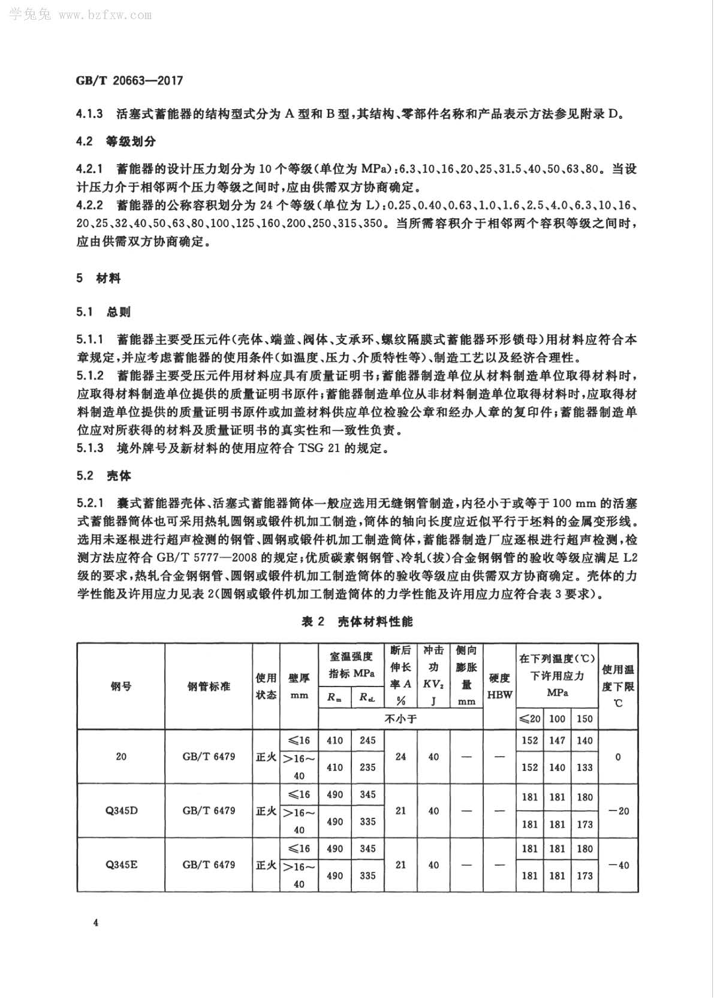 学兔兔 www.bzfxw.com
GB/T 20663—2017
4.1.3 活塞式蓄能器的结构型式分为 A 型和 B 型,其结构、零部件名称和产品表示方法参见附录 D。
4.2 等级划分
4.2.1 蓄能器的设计压力划分为 10 个等级(单位为 MPa):6.3、10、16、20、25、31.5、40、50、63、80。当设
计压力介于相邻两个压力等级之间时,应由供需双方协商确定。
4.2.2 蓄能器的公称容积划分为 24 个等级(单位为 L):0.25、0.40、0.63、1.0、1.6、2.5、4.0、6.3、10、16、
20、25、32、40、50、63、80、100、125、160、200、250、315、350。当所需容积介于相邻两个容积等级之间时,
应由供需双方协商确定。
5 材料
5.1 总则
5.1.1 蓄能器主要受压元件(壳体、端盖、阀体、支承环、螺纹隔膜式蓄能器环形锁母)用材料应符合本
章规定,并应考虑蓄能器的使用条件(如温度、压力、介质特性等)、制造工艺以及经济合理性。
5.1.2 蓄能器主要受压元件用材料应具有质量证明书;蓄能器制造单位从材料制造单位取得材料时,
应取得材料制造单位提供的质量证明书原件;蓄能器制造单位从非材料制造单位取得材料时,应取得材
料制造单位提供的质量证明书原件或加盖材料供应单位检验公章和经办人章的复印件;蓄能器制造单
位应对所获得的材料及质量证明书的真实性和一致性负责。
5.1.3 境外牌号及新材料的使用应符合 TSG 21 的规定。
5.2 壳体
5.2.1 囊式蓄能器壳体、活塞式蓄能器筒体一般应选用无缝钢管制造,内径小于或等于 100 mm 的活塞
式蓄能器筒体也可采用热轧圆钢或锻件机加工制造,筒体的轴向长度应近似平行于坯料的金属变形线。
选用未逐根进行超声检测的钢管、圆钢或锻件机加工制造筒体,蓄能器制造厂应逐根进行超声检测,检
测方法应符合 GB/T 5777—2008 的规定;优质碳素钢钢管、冷轧(拔)合金钢钢管的验收等级应满足 L2
级的要求,热轧合金钢钢管、圆钢或锻件机加工制造筒体的验收等级应由供需双方协商确定。壳体的力
学性能及许用应力见表 2(圆钢或锻件机加工制造筒体的力学性能及许用应力应符合表 3 要求)。
表 2 壳体材料性能
钢号 钢管标准 使用状态 壁厚 mm 室温强度指标 MPa 断后伸长率 A % 冲击功 KV₂ J 侧向膨胀量 mm 硬度 HBW 在下列温度(℃)下许用应力 MPa 使用温度下限 ℃
Rm ReL
不小于 ≤20 100 150
20 GB/T 6479 正火 ≤16 410 245 24 40 — — 152 147 140 0
>16~40 410 235 152 140 133
Q345D GB/T 6479 正火 ≤16 490 345 21 40 — — 181 181 180 −20
>16~40 490 335 181 181 173
Q345E GB/T 6479 正火 ≤16 490 345 21 40 — — 181 181 180 −40
>16~40 490 335 181 181 173
4